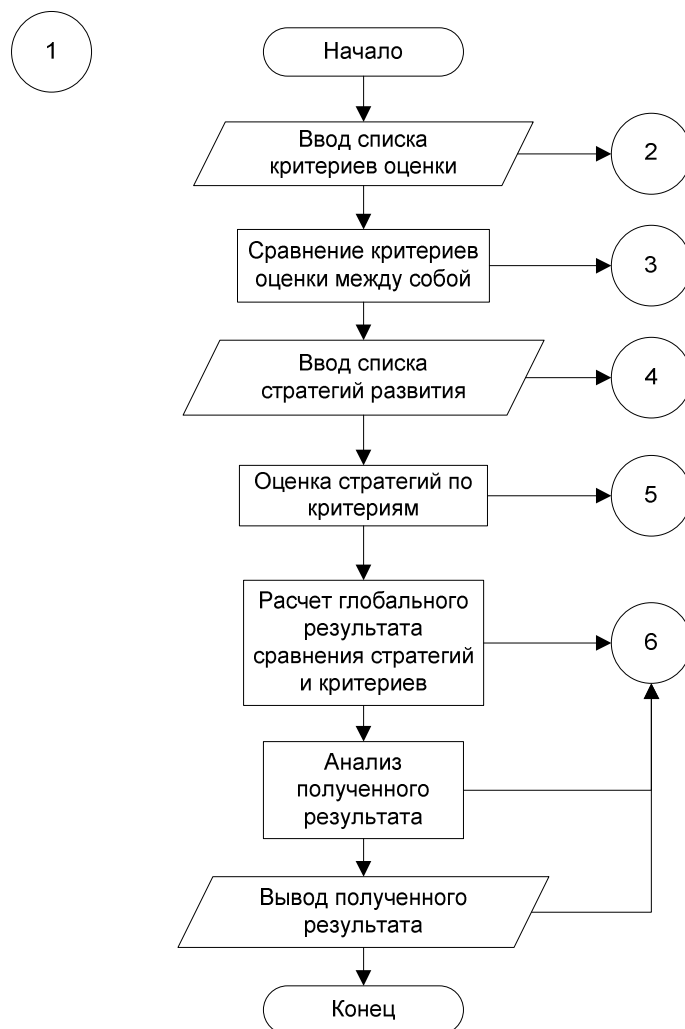 1
Начало
Ввод списка
критериев оценки
2
Сравнение критериев
оценки между собой
3
Ввод списка
стратегий развития
4
Оценка стратегий по
критериям
5
Расчет глобального
результата
сравнения стратегий
и критериев
6
Анализ
полученного
результата
Вывод полученного
результата
Конец